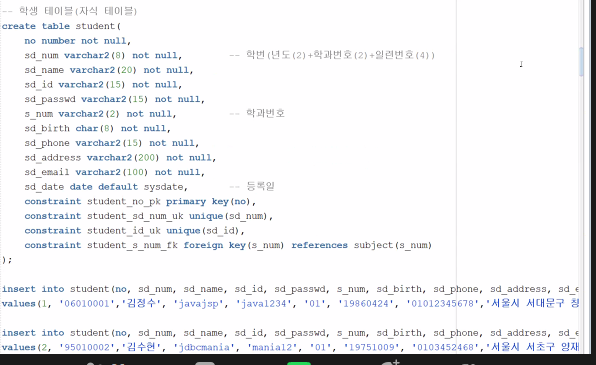 -- 학생 테이블(자식 테이블)
create table student(
no number not null,
sd_num varchar2(8) not null, -- 학번(년도(2)+학과번호(2)+일련번호(4))
sd_name varchar2(20) not null,
sd_id varchar2(15) not null,
sd_passwd varchar2(15) not null,
s_num varchar2(2) not null, -- 학과번호
sd_birth char(8) not null,
sd_phone varchar2(15) not null,
sd_address varchar2(200) not null,
sd_email varchar2(100) not null,
sd_date date default sysdate, -- 등록일
constraint student_no_pk primary key(no),
constraint student_sd_num_uk unique(sd_num),
constraint student_id_uk unique(sd_id),
constraint student_s_num_fk foreign key(s_num) references subject(s_num)
);
insert into student(no, sd_num, sd_name, sd_id, sd_passwd, s_num, sd_birth, sd_phone, sd_address, sd_e
values(1, '06010001','김정수', 'javajsp', 'java1234', '01', '19860424', '01012345678','서울시 서대문구 창
insert into student(no, sd_num, sd_name, sd_id, sd_passwd, s_num, sd_birth, sd_phone, sd_address, sd_e
values(2, '95010002','김수현', 'jdbcmania', 'mania12', '01', '19751009', '0103452468','서울시 서초구 양재